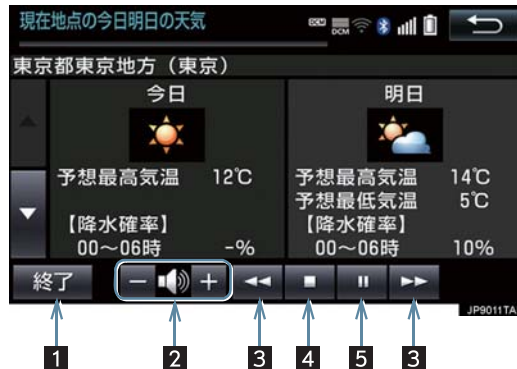 現在地点の今日明日の天気
DCM
東京都東京地方（東京）
今日
明日
予想最高気温 12℃
予想最高気温 14℃
予想最低気温 5℃
【降水確率】
【降水確率】
00～06時 -%
00～06時 10%
終了 － ＋
JP9011TA
1 2 3 4 5 3